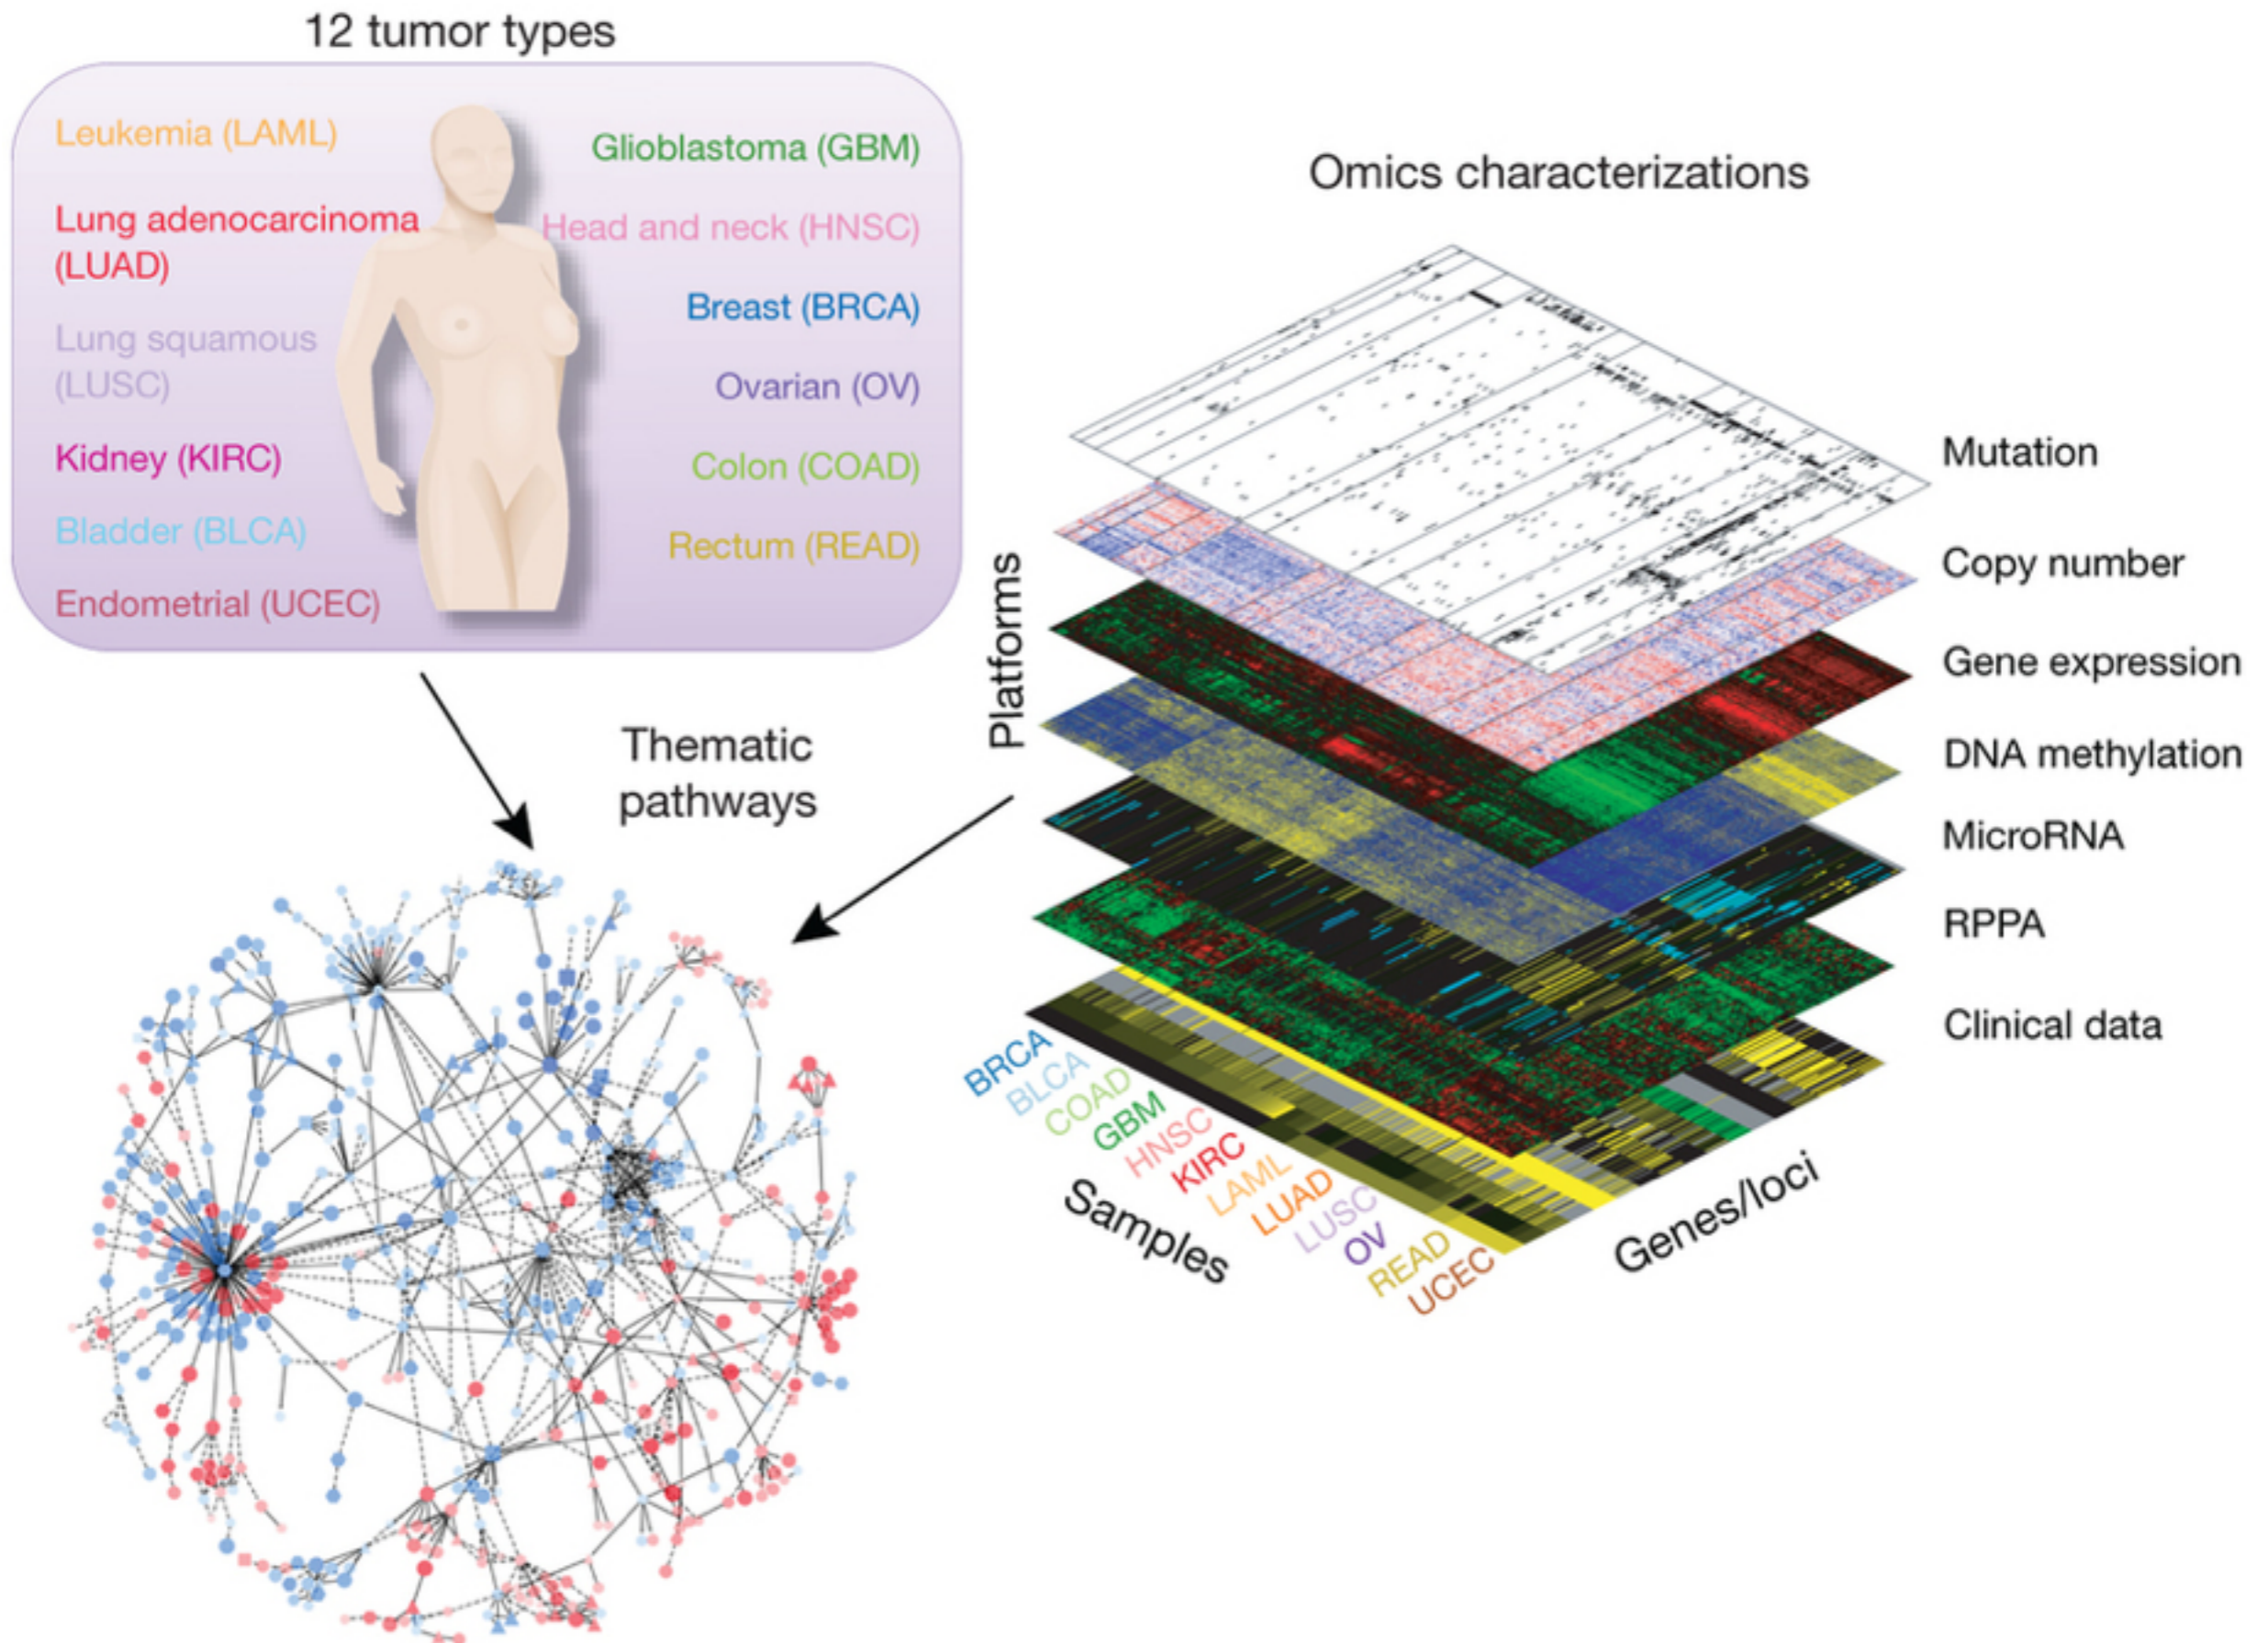 12 tumor types
Leukemia (LAML)
Lung adenocarcinoma
(LUAD)
Lung squamous
(LUSC)
Kidney (KIRC)
Bladder (BLCA)
Endometrial (UCEC)
Glioblastoma (GBM)
Head and neck (HNSC)
Breast (BRCA)
Ovarian (OV)
Colon (COAD)
Rectum (READ)
Thematic
pathways
Omics characterizations
Platforms
Mutation
Copy number
Gene expression
DNA methylation
MicroRNA
RPPA
Clinical data
BRCA
BLCA
COAD
GBM
HNSC
KIRC
LAML
LUAD
LUSC
OV
READ
UCEC
Samples
Genes/loci